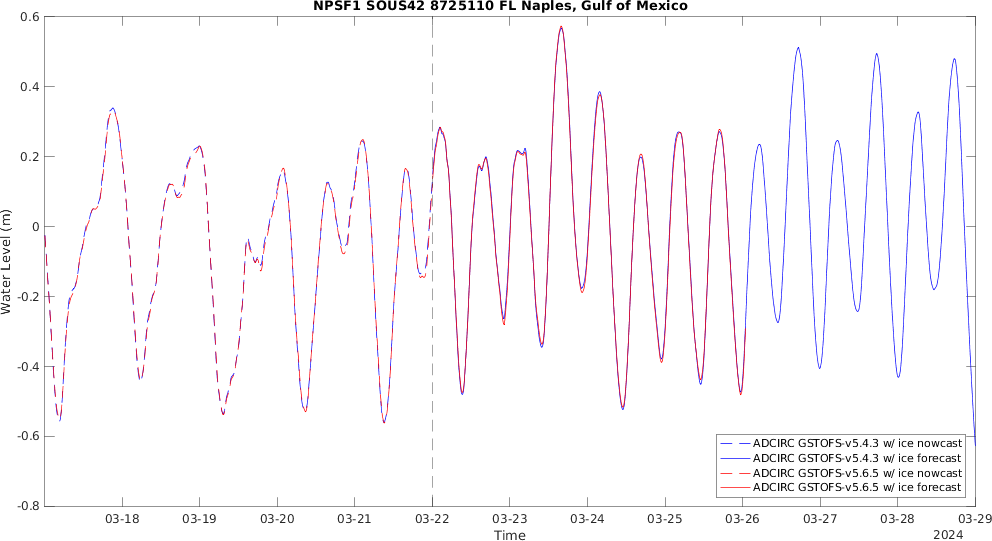 NPSF1 SOUS42 8725110 FL Naples, Gulf of Mexico
0.6
0.4
0.2
0
-0.2
-0.4
-0.6
-0.8
Water Level (m)
ADCIRC GSTOFS-v5.4.3 w/ ice nowcast
ADCIRC GSTOFS-v5.4.3 w/ ice forecast
ADCIRC GSTOFS-v5.6.5 w/ ice nowcast
ADCIRC GSTOFS-v5.6.5 w/ ice forecast
03-18 03-19 03-20 03-21 03-22 03-23 03-24 03-25 03-26 03-27 03-28 03-29
Time
2024